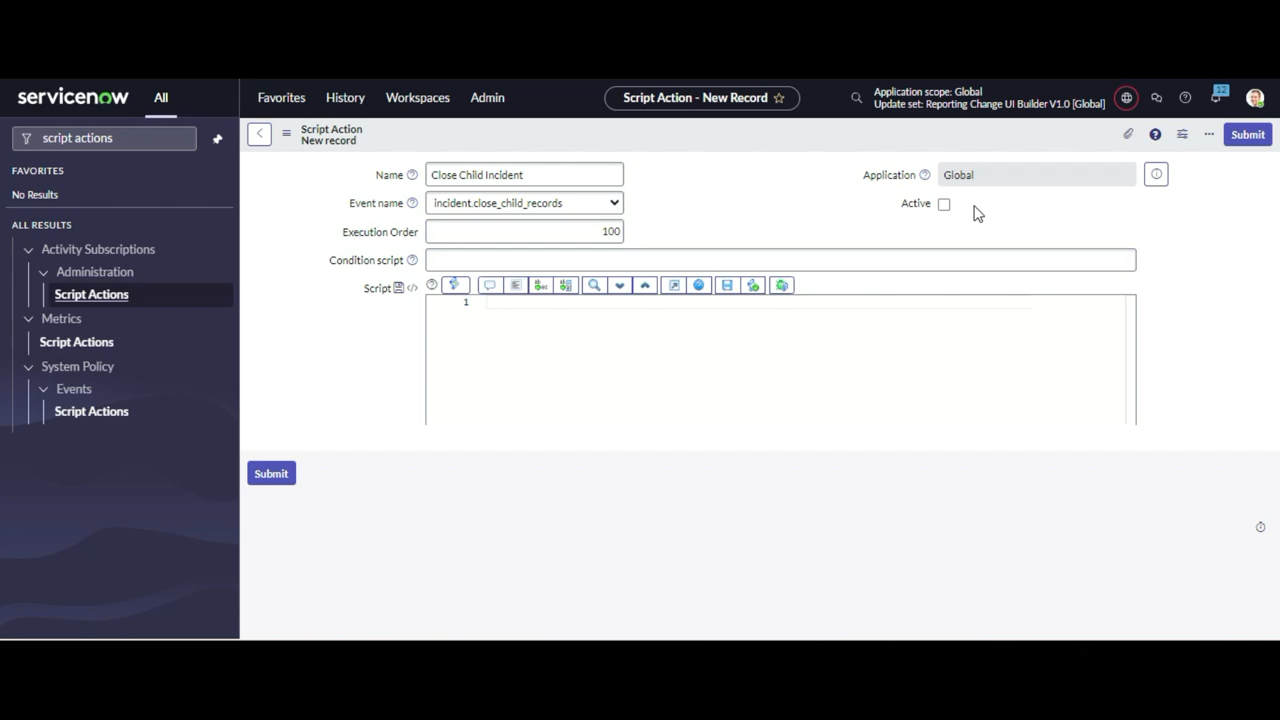 servicenow
All
Favorites
History
Workspaces
Admin
Script Action - New Record
Application scope: Global
Update set: Reporting Change UI Builder V1.0 [Global]
12
script actions
FAVORITES
No Results
ALL RESULTS
Activity Subscriptions
Administration
Script Actions
Metrics
Script Actions
System Policy
Events
Script Actions
Script Action
New record
Submit
Name
Close Child Incident
Application
Global
Event name
incident.close_child_records
Active
Execution Order
100
Condition script
Script
1
Submit